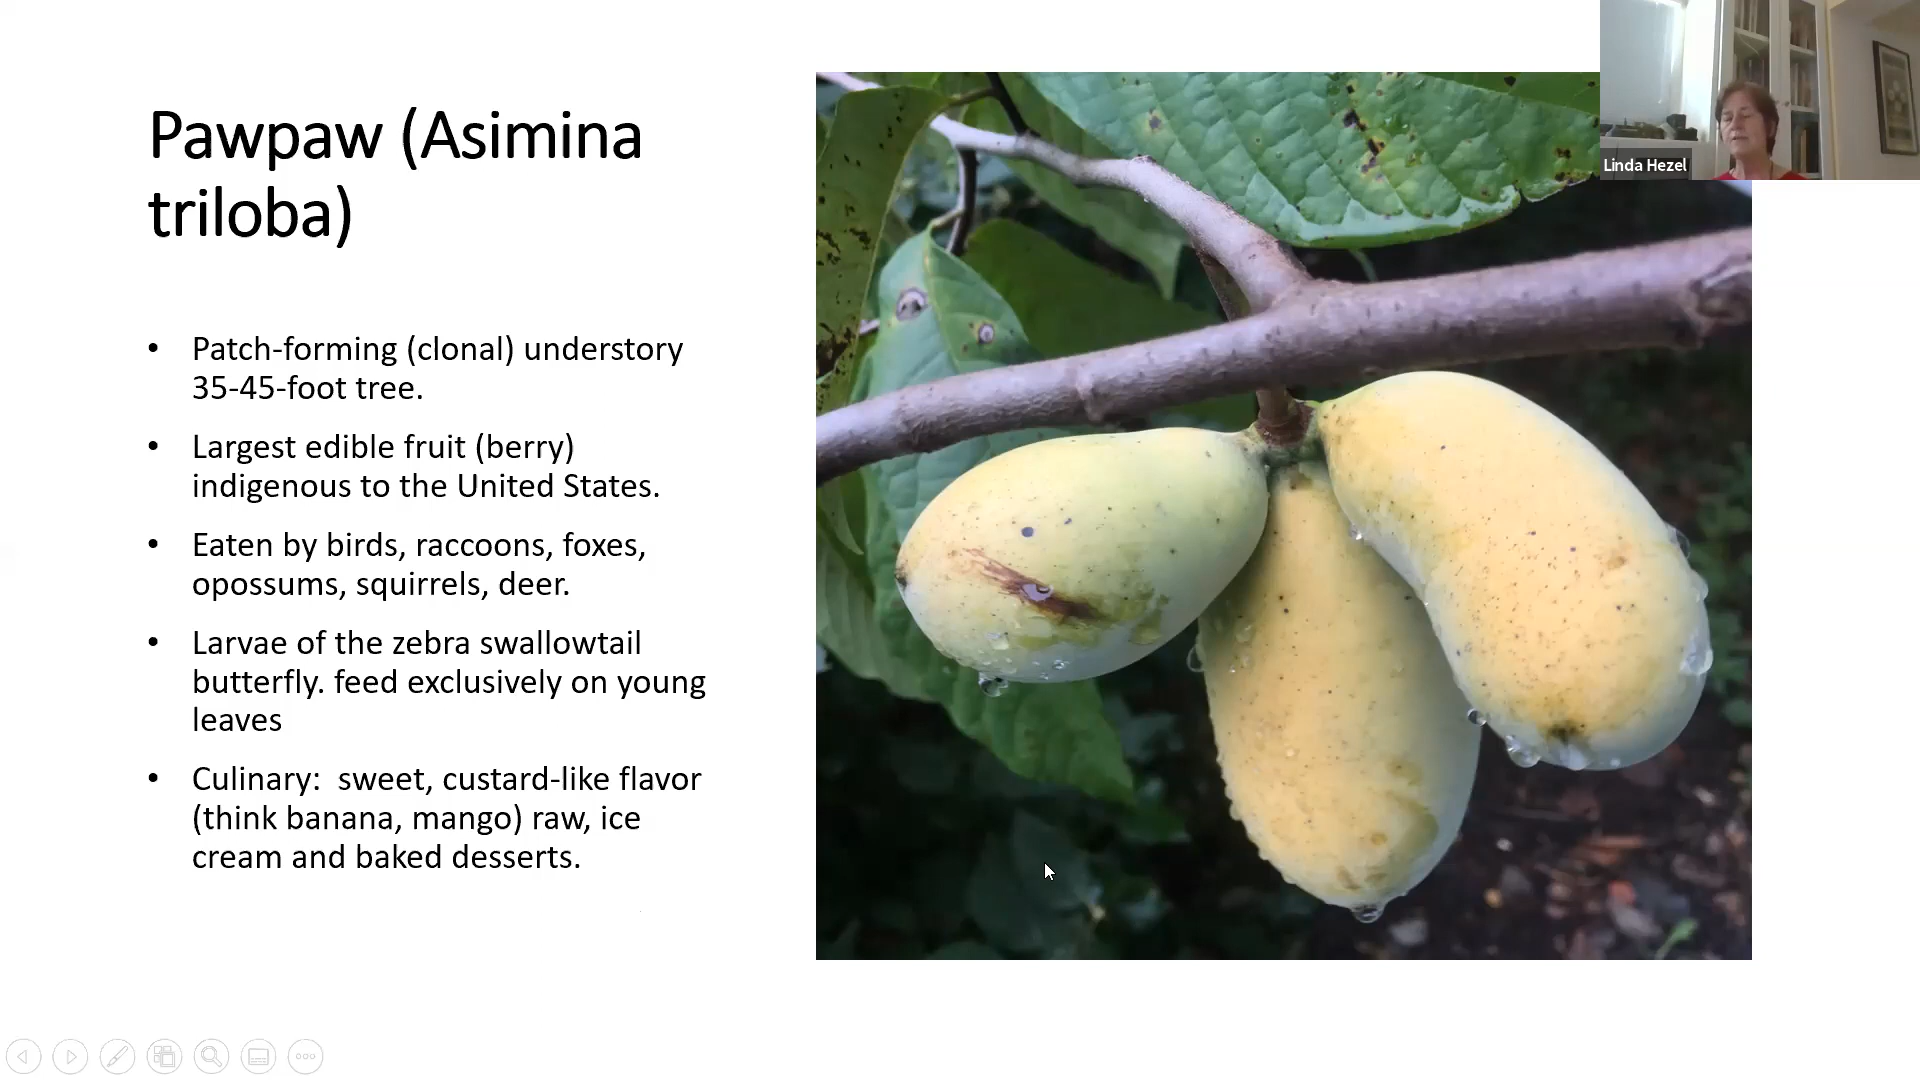 Pawpaw (Asimina
triloba)
• Patch-forming (clonal) understory
35-45-foot tree.
• Largest edible fruit (berry)
indigenous to the United States.
• Eaten by birds, raccoons, foxes,
opossums, squirrels, deer.
• Larvae of the zebra swallowtail
butterfly. feed exclusively on young
leaves
• Culinary:  sweet, custard-like flavor
(think banana, mango) raw, ice
cream and baked desserts.
Linda Hezel